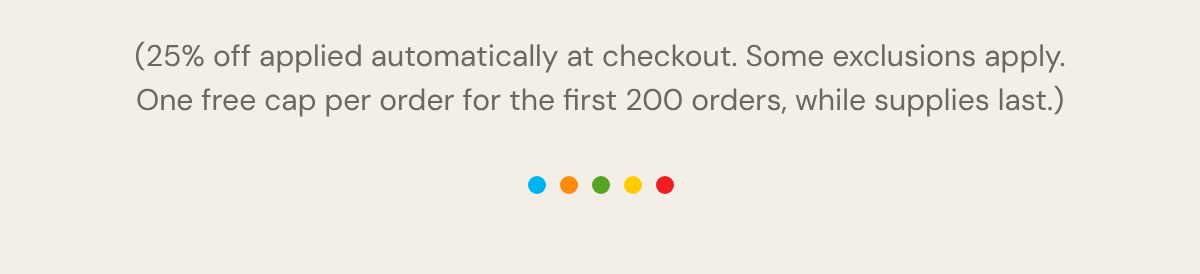 (25% off applied automatically at checkout. Some exclusions apply.
One free cap per order for the first 200 orders, while supplies last.)